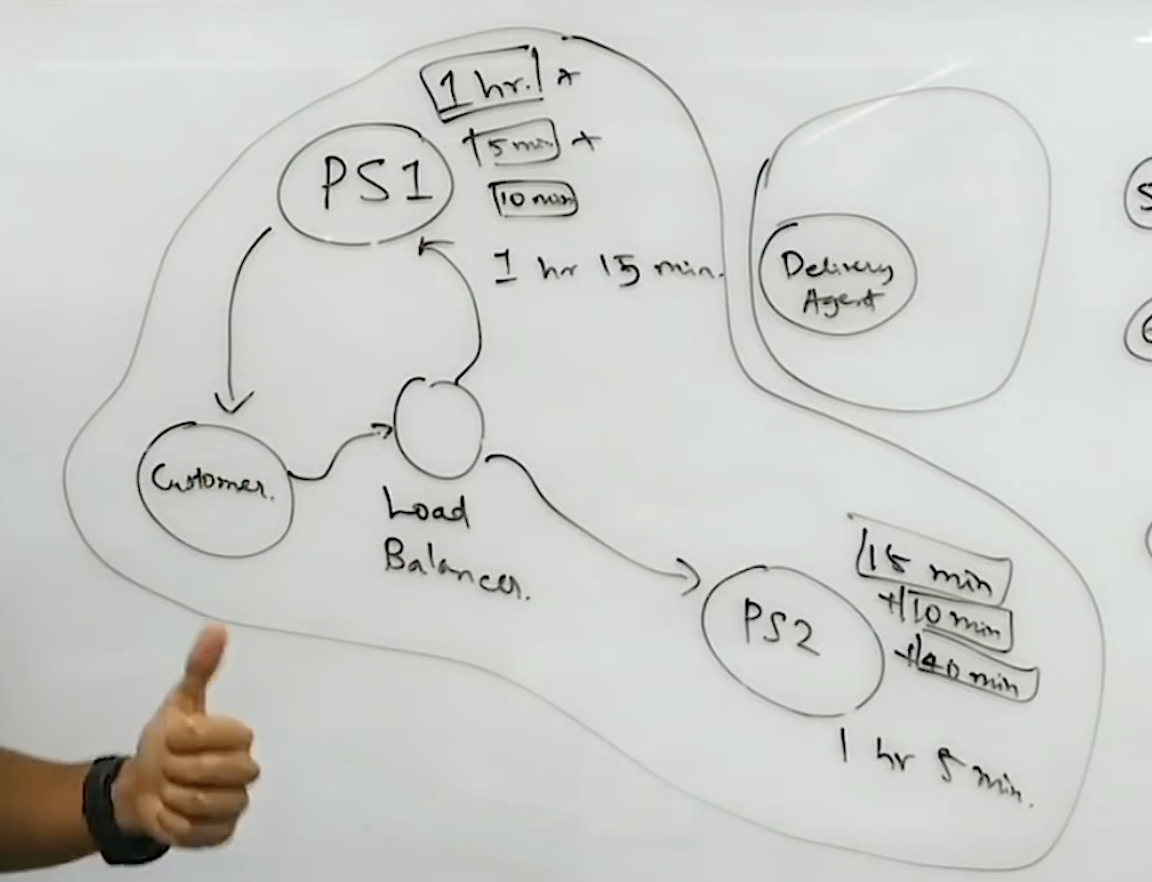 1 hr. +
PS1
+ 5 min +
10 min
1 hr 15 min.
Delivery
Agent
Customer.
Load
Balancer.
PS2
15 min
+ 10 min
+ 40 min
1 hr 5 min.
S